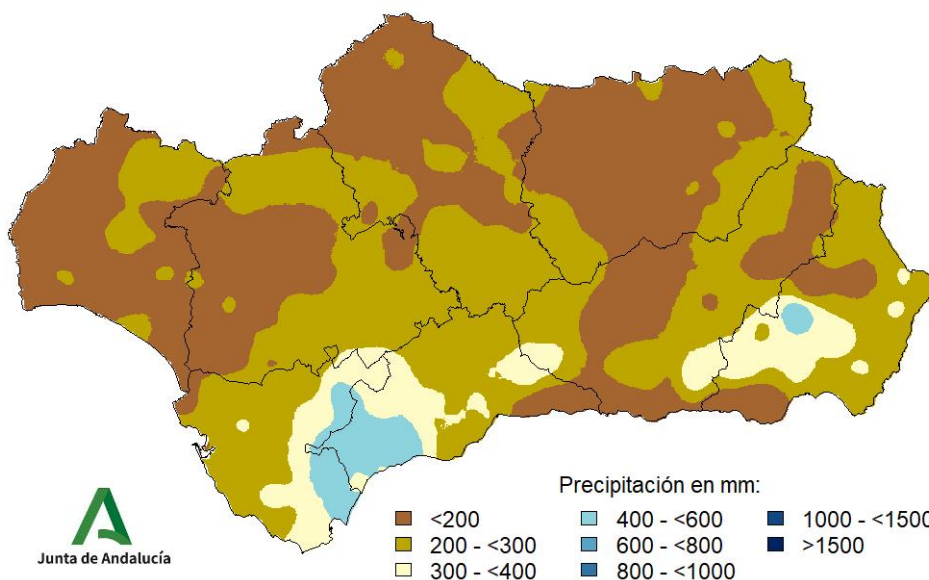 Precipitación en mm:
<200
200 - <300
300 - <400
400 - <600
600 - <800
800 - <1000
1000 - <1500
>1500
Junta de Andalucía